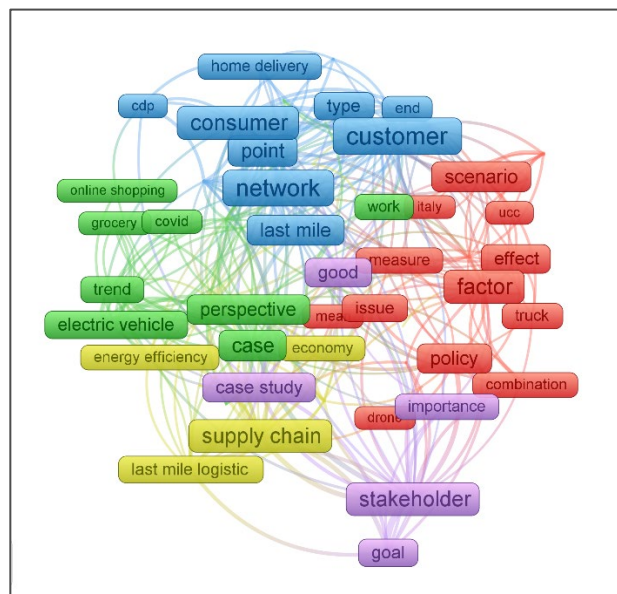 home delivery
cdp
type
end
consumer
customer
point
network
scenario
online shopping
work
italy
ucc
grocery
covid
last mile
measure
effect
good
trend
factor
perspective
mea
issue
truck
electric vehicle
case
economy
energy efficiency
policy
case study
combination
importance
drone
supply chain
last mile logistic
stakeholder
goal